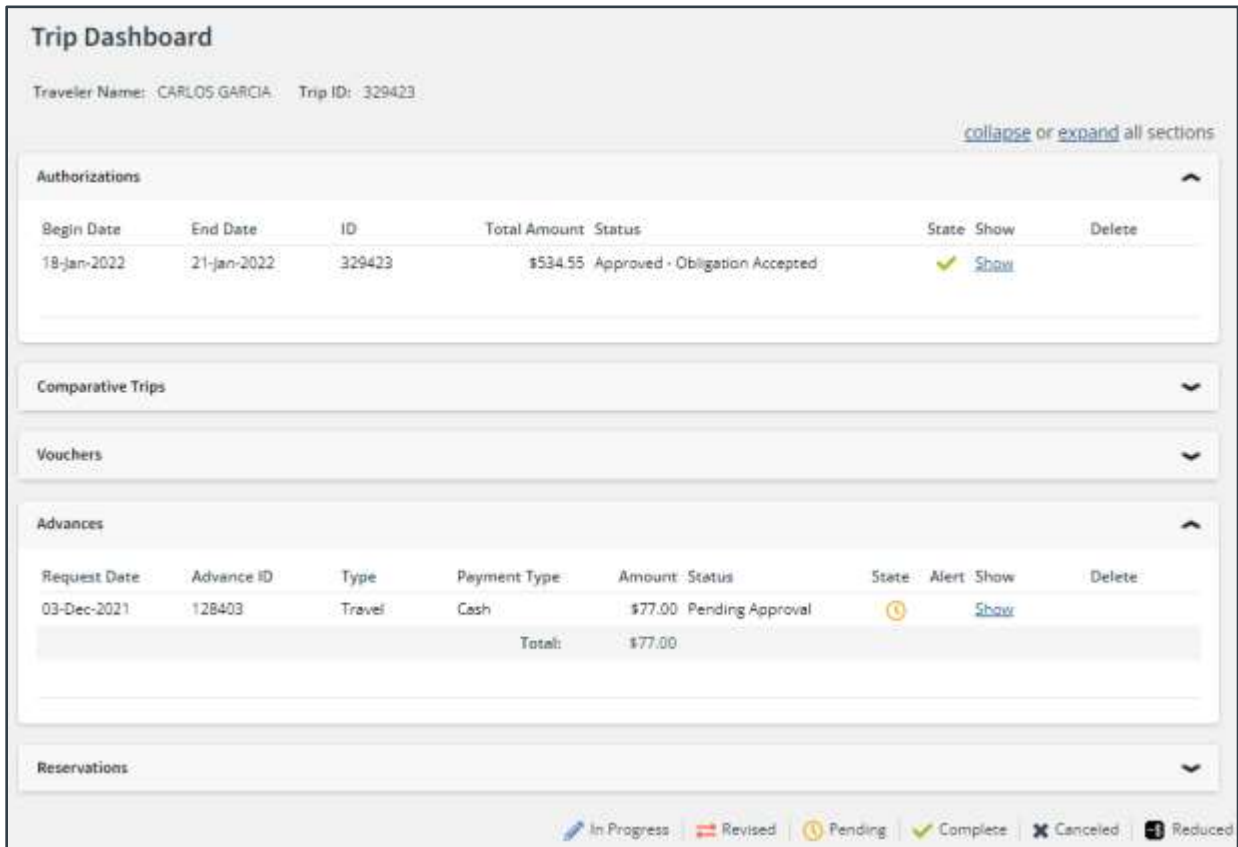 Trip Dashboard
Traveler Name: CARLOS GARCIA Trip ID: 329423
collapse or expand all sections
Authorizations
Begin Date End Date ID Total Amount Status State Show Delete
18-Jan-2022 21-Jan-2022 329423 $534.55 Approved - Obligation Accepted Show
Comparative Trips
Vouchers
Advances
Request Date Advance ID Type Payment Type Amount Status State Alert Show Delete
03-Dec-2021 128403 Travel Cash $77.00 Pending Approval Show
Total: $77.00
Reservations
In Progress Revised Pending Complete Canceled Reduced